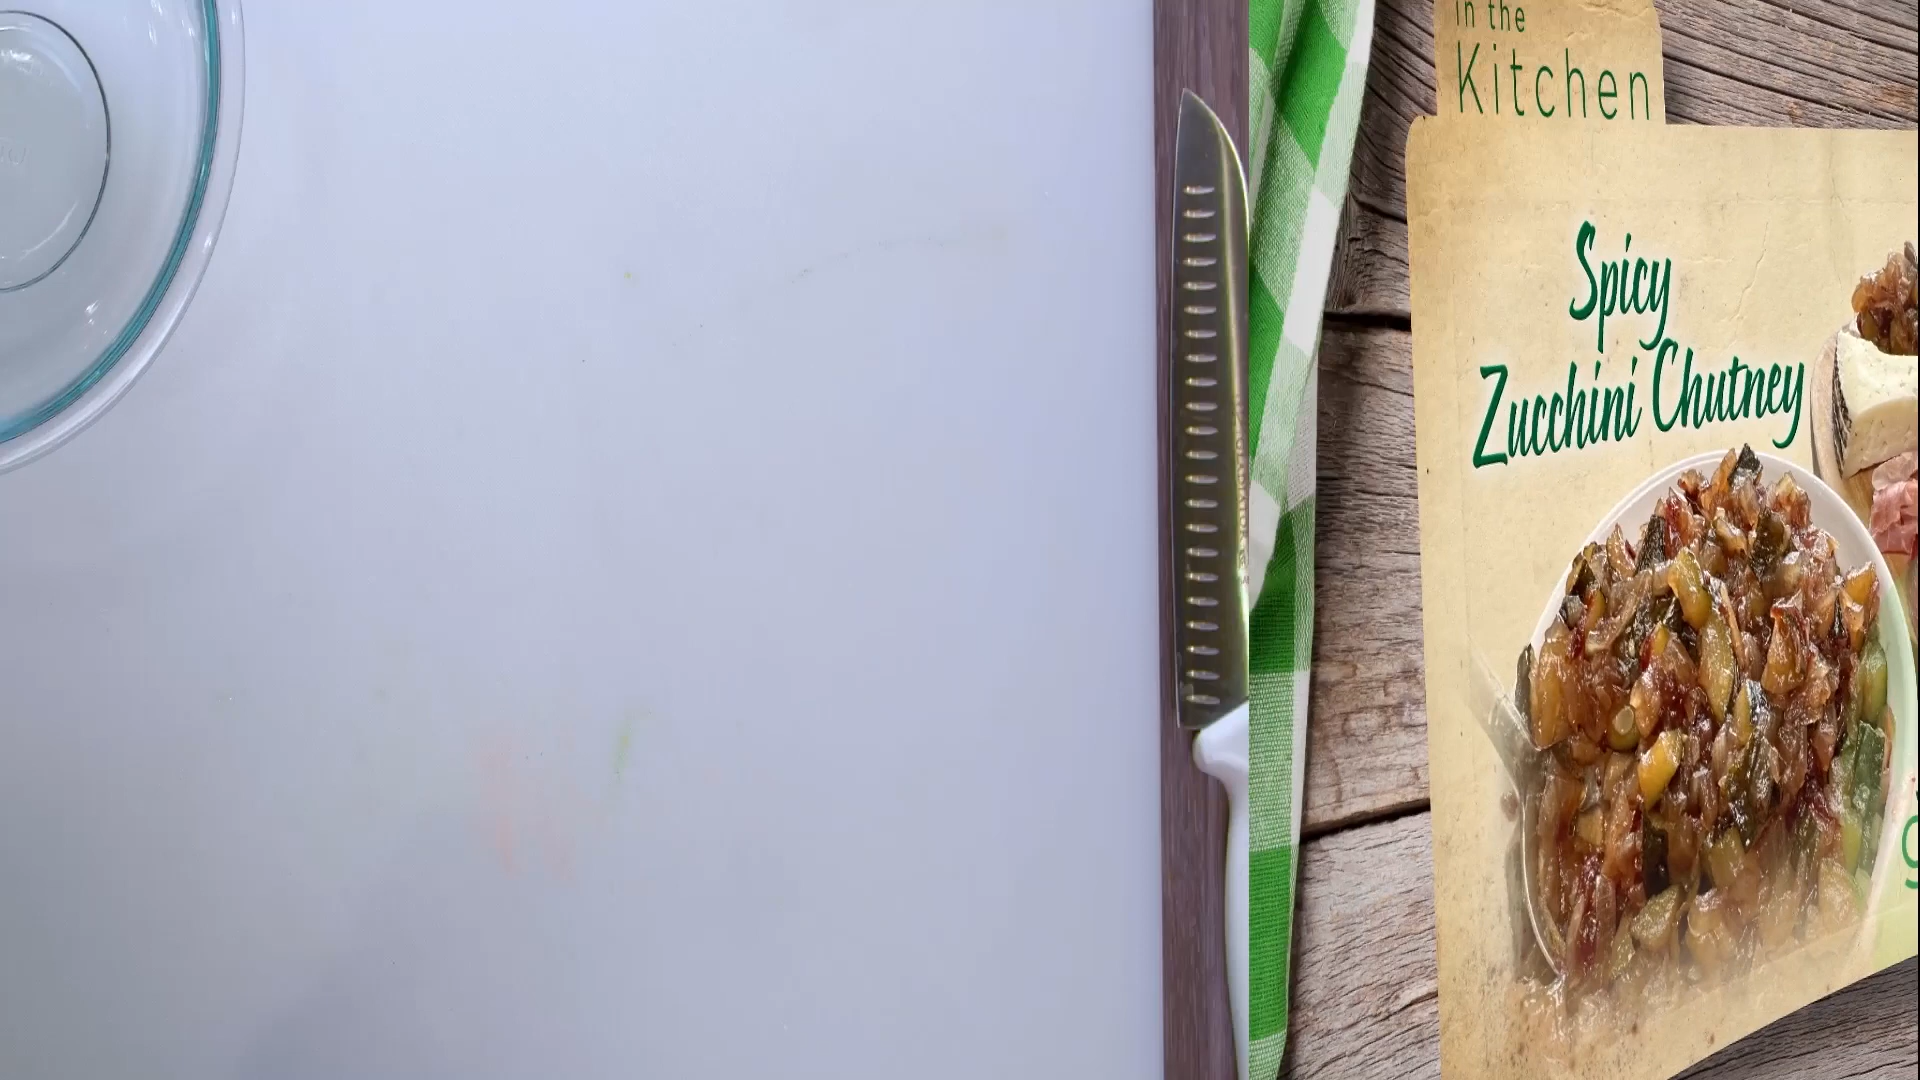 in the
Kitchen
Spicy
Zucchini Chutney
g